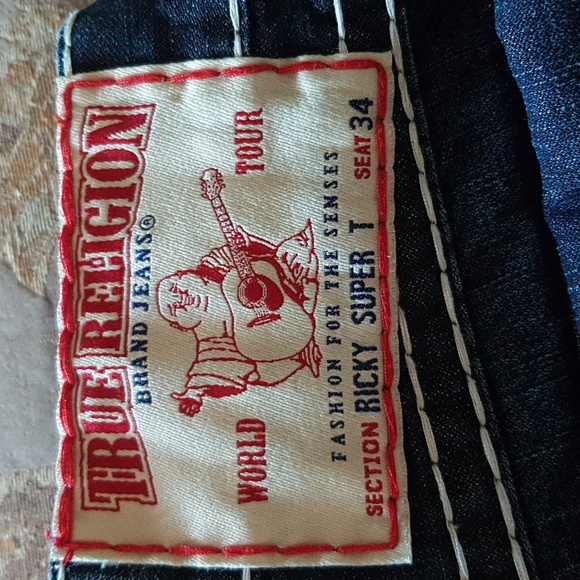 TRUE RELIGION
BRAND JEANS®
WORLD TOUR
FASHION FOR THE SENSES
SECTION RICKY SUPER T SEAT 34